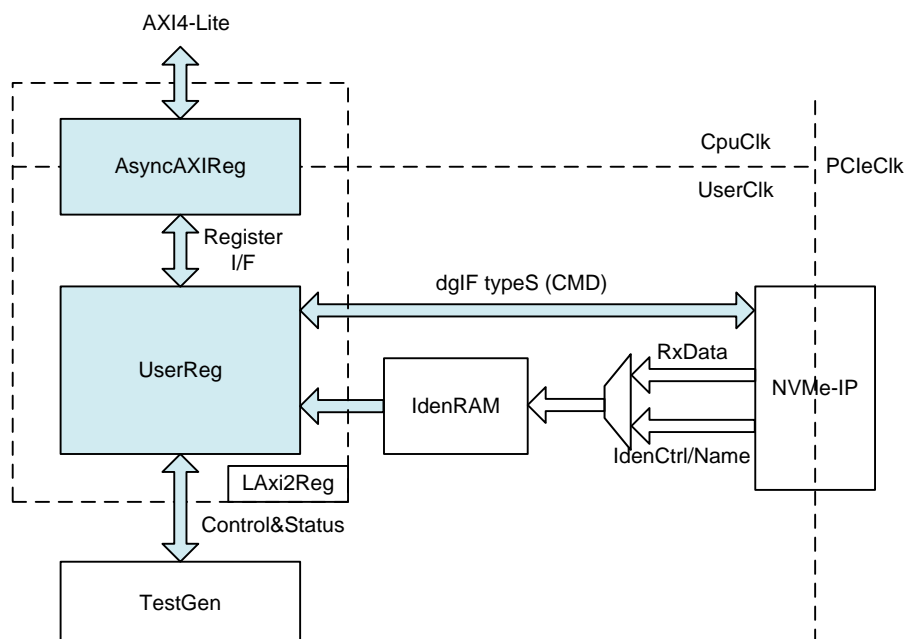 AXI4-Lite
AsyncAXIReg
CpuClk
PCIeClk
UserClk
Register
I/F
dgIF typeS (CMD)
UserReg
RxData
IdenRAM
NVMe-IP
IdenCtrl/Name
LAxi2Reg
Control&Status
TestGen